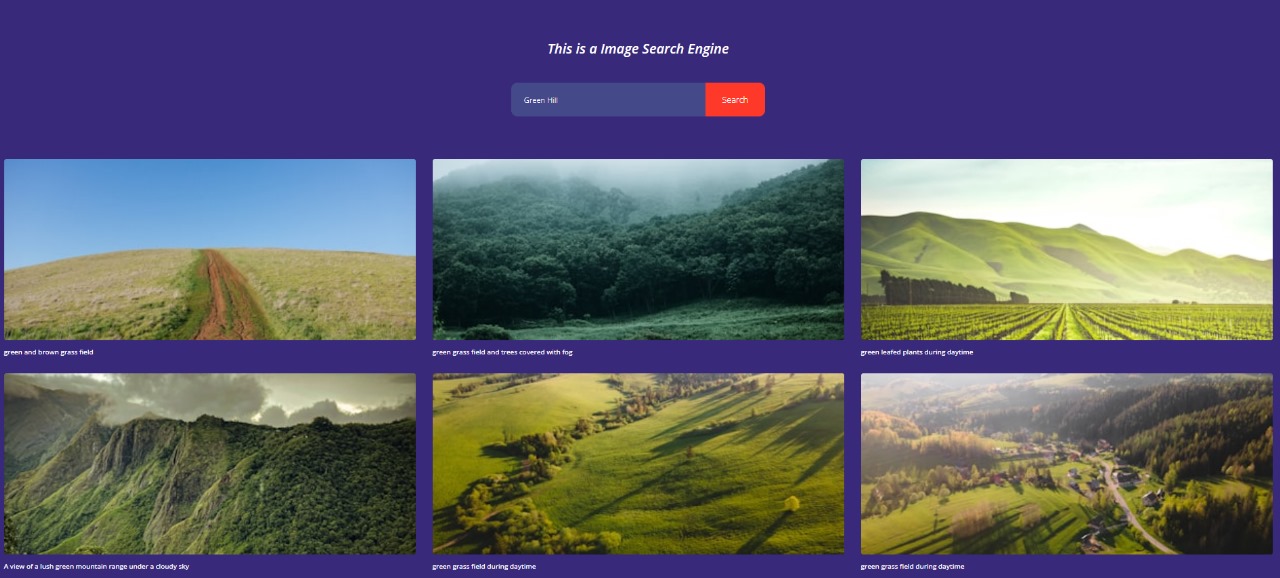 This is a Image Search Engine
Green Hill
Search
green and brown grass field
green grass field and trees covered with fog
green leafed plants during daytime
A view of a lush green mountain range under a cloudy sky
green grass field during daytime
green grass field during daytime